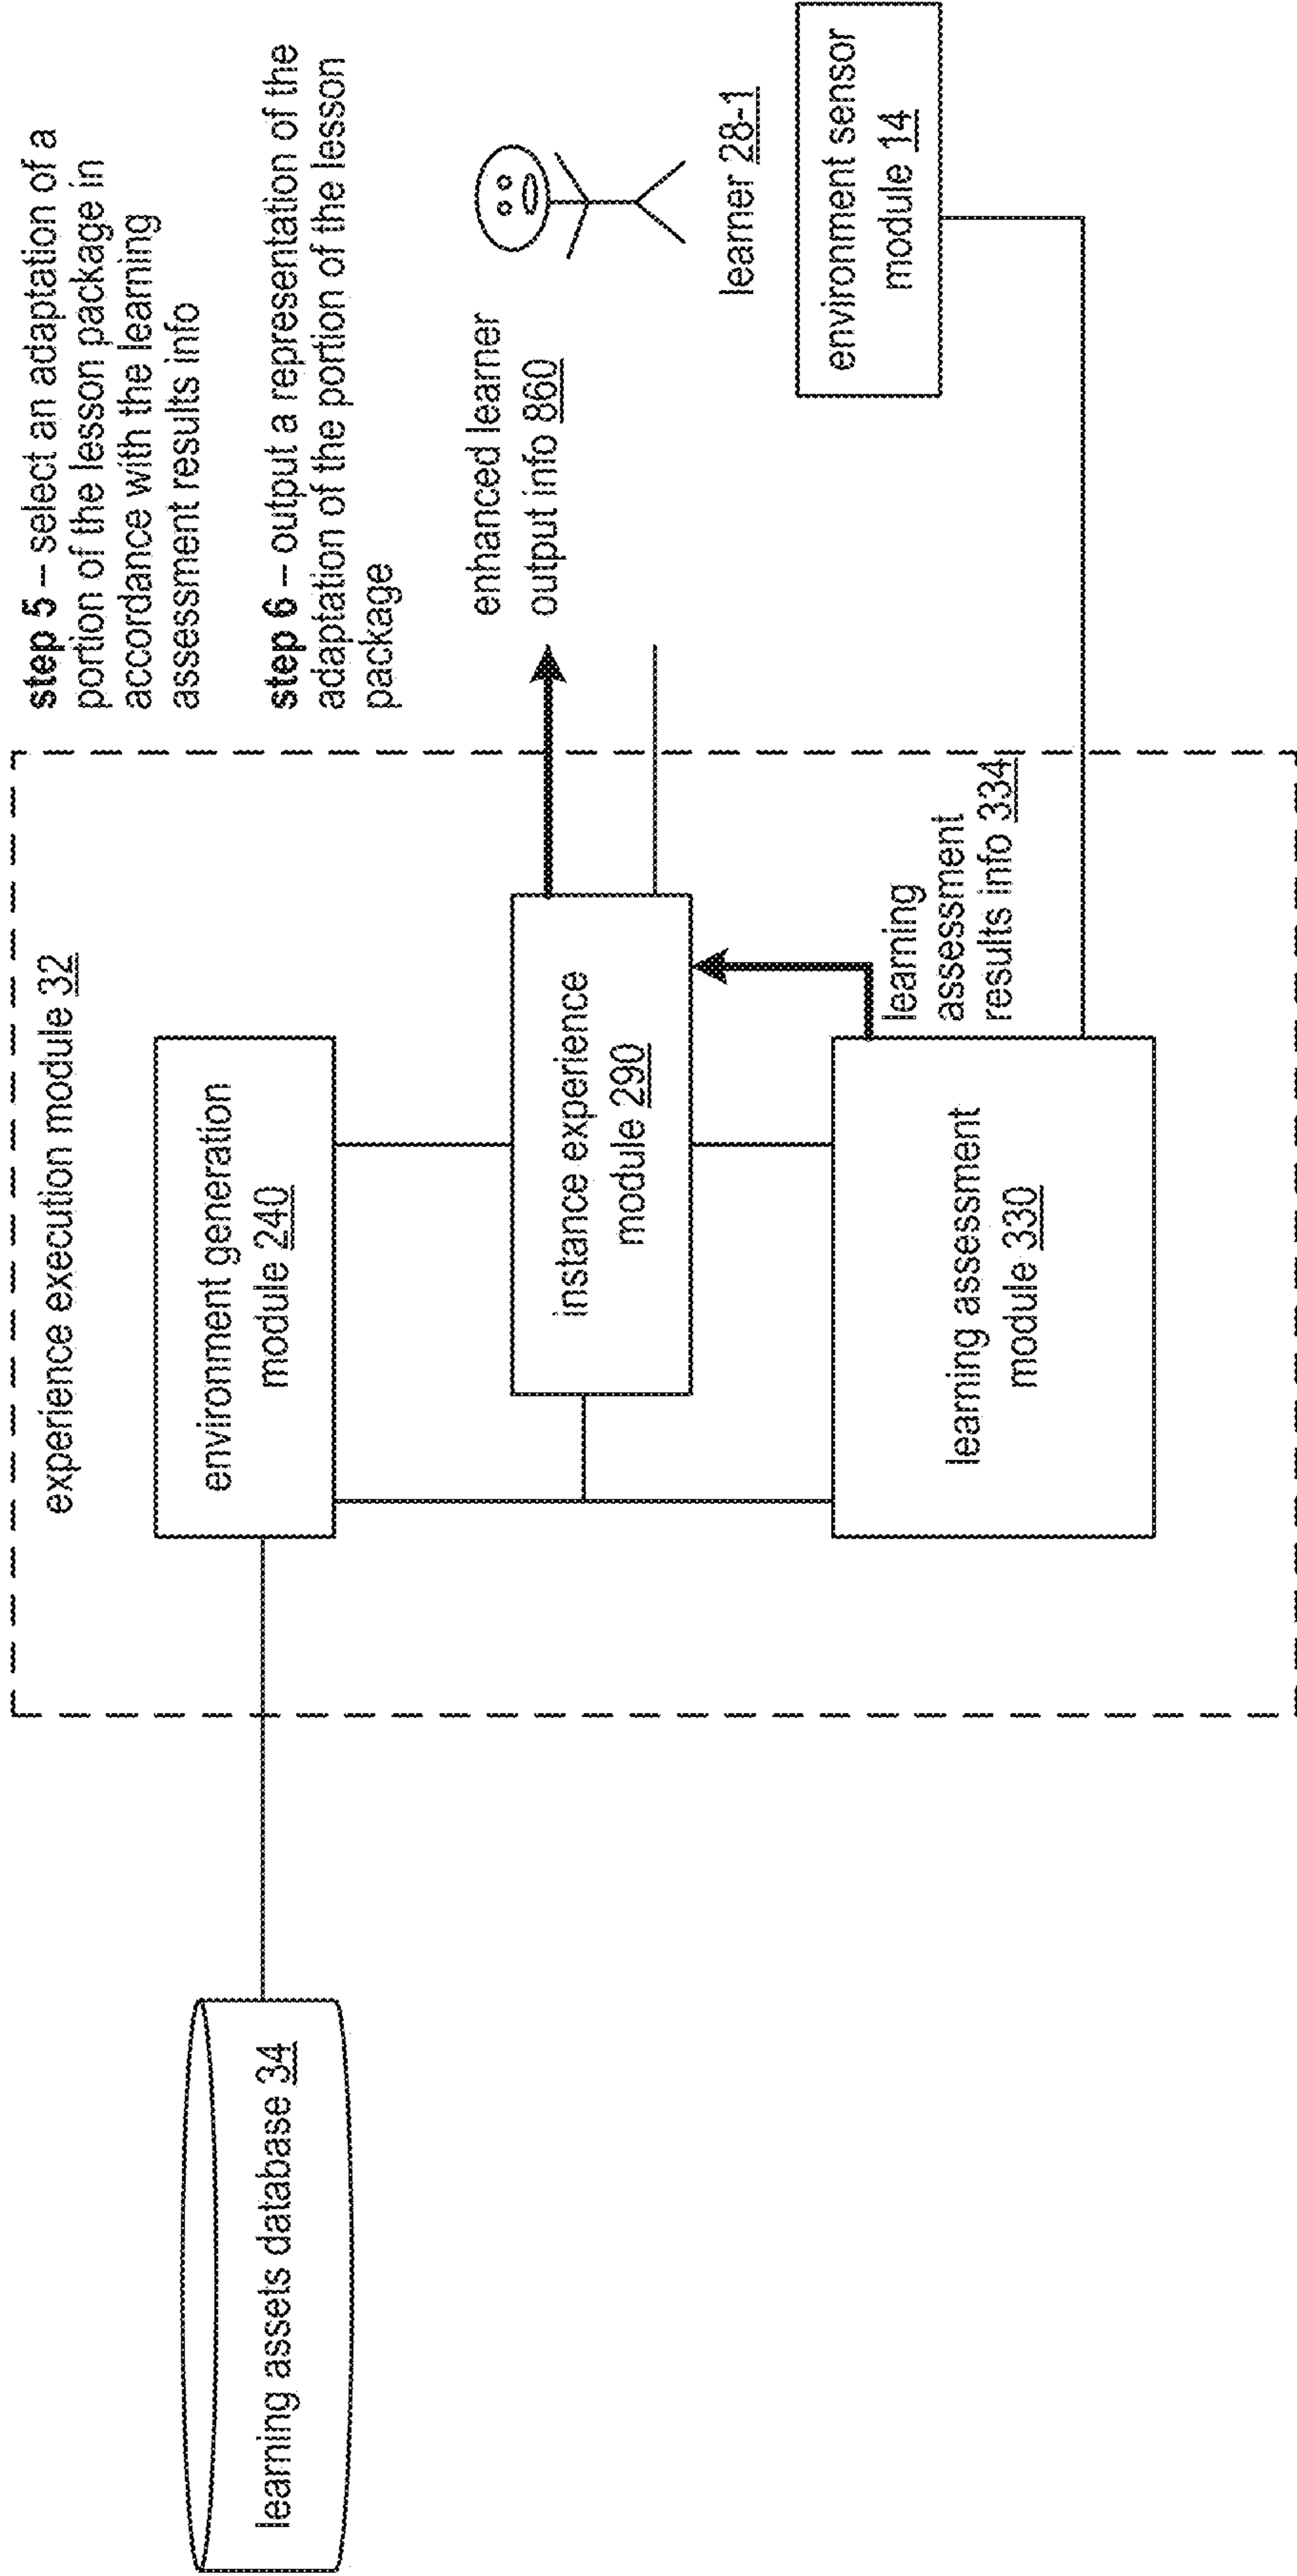 step 5 – select an adaptation of a
portion of the lesson package in
accordance with the learning
assessment results info
step 6 – output a representation of the
adaptation of the portion of the lesson
package
experience execution module 32
learning assets database 34
environment generation
module 240
instance experience
module 290
enhanced learner
output info 860
learner 28-1
learning
assessment
results info 334
learning assessment
module 330
environment sensor
module 14